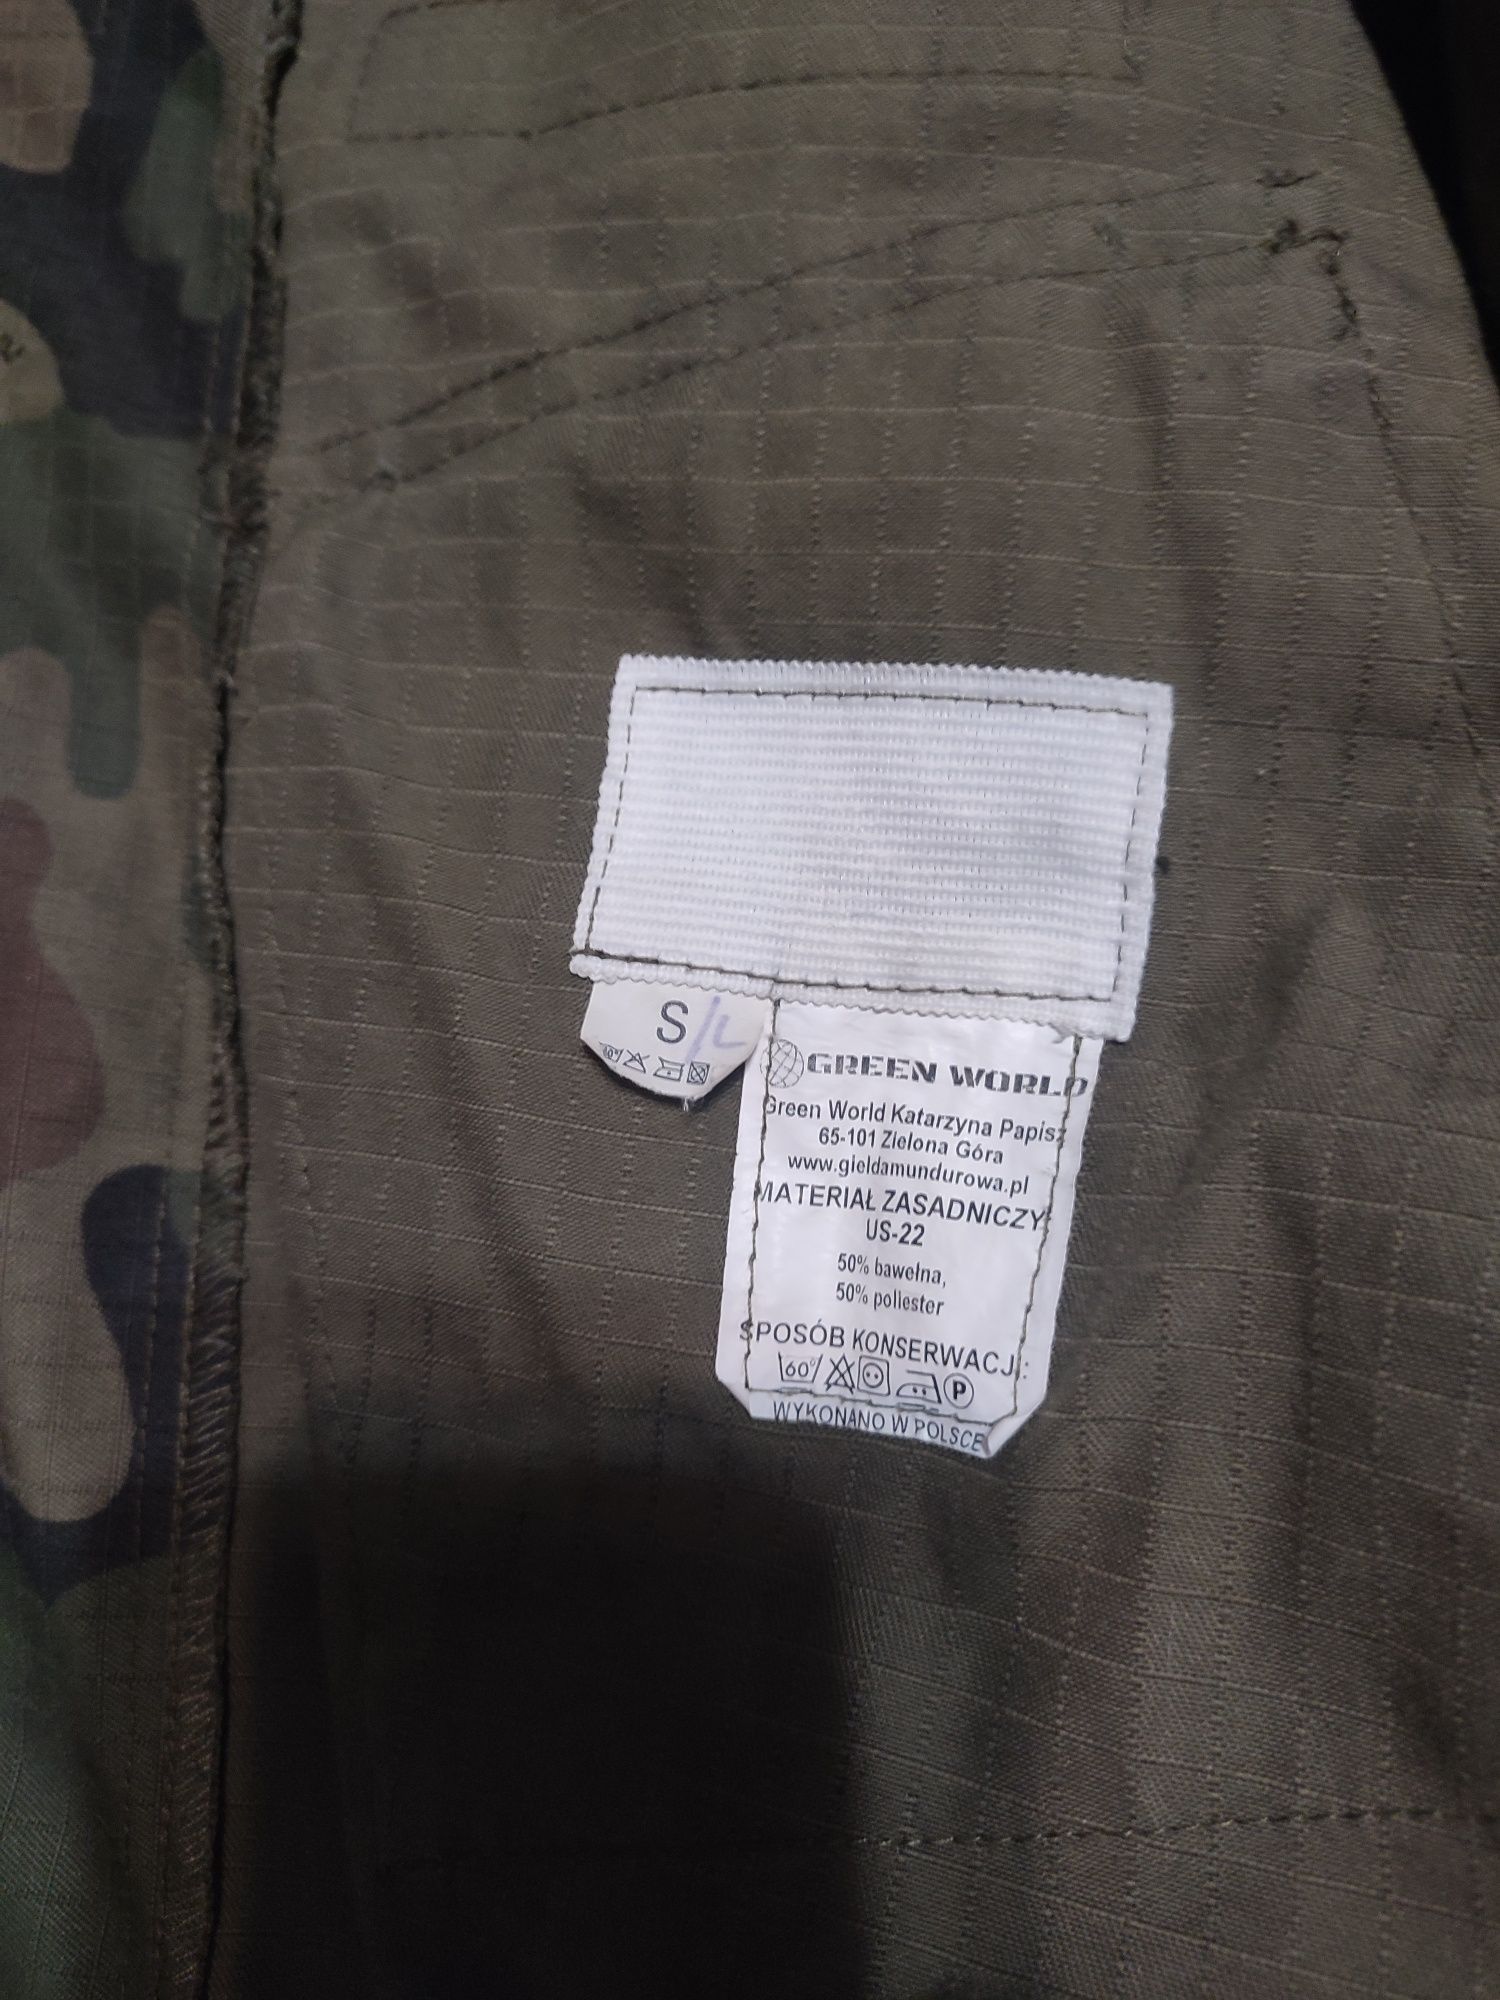 S/L
60°
GREEN WORLD
Green World Katarzyna Papisz
65-101 Zielona Góra
www.gieldamundurowa.pl
MATERIAŁ ZASADNICZY
US-22
50% bawełna,
50% poliester
SPOSÓB KONSERWACJI:
60° P
WYKONANO W POLSCE